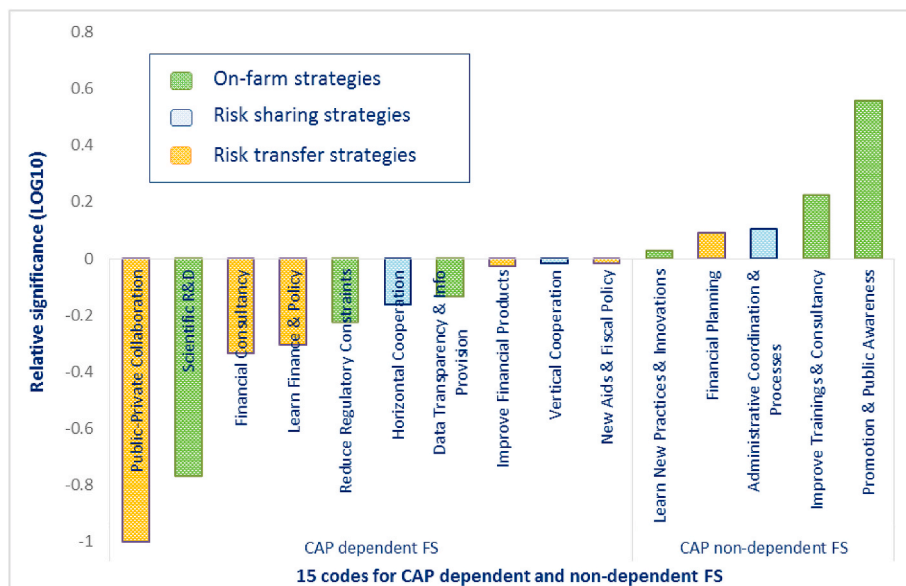 0.8
0.6
0.4
0.2
0
-0.2
-0.4
-0.6
-0.8
-1
Relative significance (LOG10)
On-farm strategies
Risk sharing strategies
Risk transfer strategies
Public-Private Collaboration
Scientific R&D
Financial Consultancy
Learn Finance & Policy
Reduce Regulatory Constraints
Horizontal Cooperation
Data Transparency & Info
Provision
Improve Financial Products
Vertical Cooperation
New Aids & Fiscal Policy
Learn New Practices & Innovations
Financial Planning
Administrative Coordination &
Processes
Improve Trainings & Consultancy
Promotion & Public Awareness
CAP dependent FS
CAP non-dependent FS
15 codes for CAP dependent and non-dependent FS